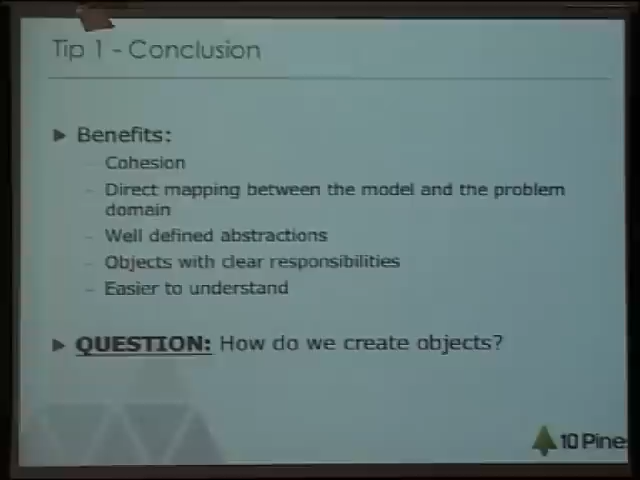 Tip 1 - Conclusion
Benefits:
Cohesion
Direct mapping between the model and the problem
domain
Well defined abstractions
Objects with clear responsibilities
Easier to understand
QUESTION: How do we create objects?
10 Pine